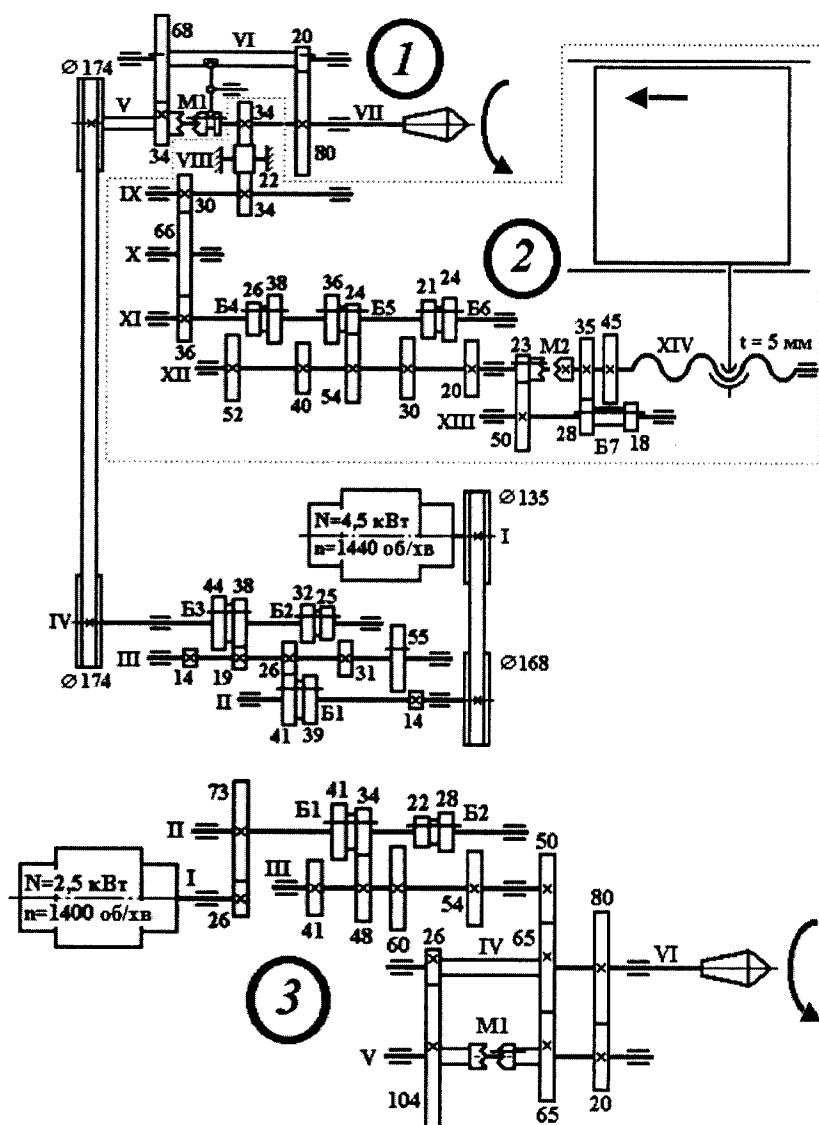 68
20
VI
1
Ø174
V
M1
34
VII
34
VIII
80
22
IX
30
34
66
2
X
26
38
36
24
21
24
Б4
Б5
Б6
XI
35
45
23
M2
XIV
t = 5 мм
36
XII
20
52
40
54
30
XIII
28
18
50
Б7
Ø135
N=4,5 кВт
n=1440 об/хв
I
44
38
32
25
Б3
Б2
IV
55
III
26
Ø168
14
19
31
Ø174
II
Б1
14
41
39
73
41
34
Б1
22
28
Б2
II
50
I
III
80
N=2,5 кВт
n=1400 об/хв
54
26
41
48
60
26
IV
65
VI
3
M1
V
104
65
20